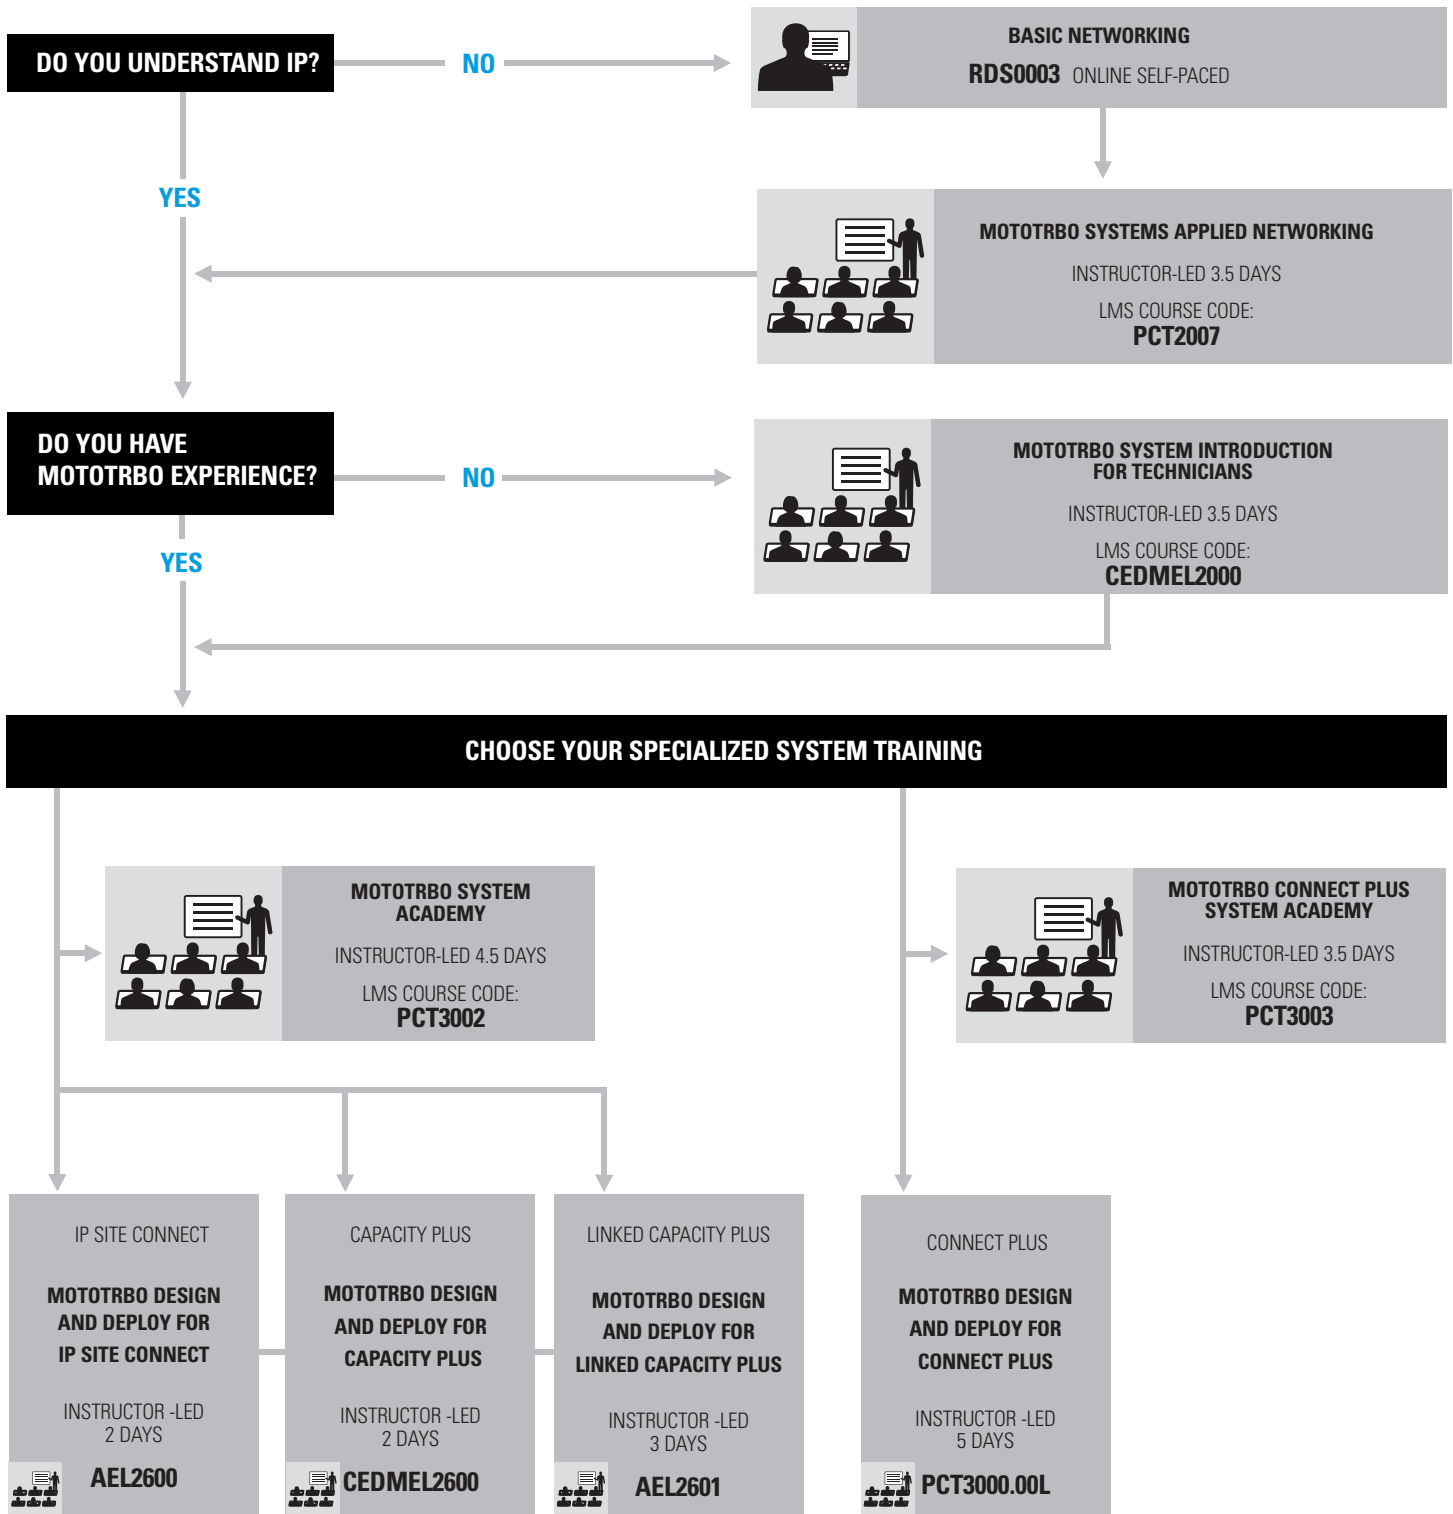 DO YOU UNDERSTAND IP?
NO
BASIC NETWORKING
RDS0003 ONLINE SELF-PACED
YES
MOTOTRBO SYSTEMS APPLIED NETWORKING
INSTRUCTOR-LED 3.5 DAYS
LMS COURSE CODE:
PCT2007
DO YOU HAVE
MOTOTRBO EXPERIENCE?
NO
MOTOTRBO SYSTEM INTRODUCTION
FOR TECHNICIANS
INSTRUCTOR-LED 3.5 DAYS
LMS COURSE CODE:
CEDMEL2000
YES
CHOOSE YOUR SPECIALIZED SYSTEM TRAINING
MOTOTRBO SYSTEM
ACADEMY
INSTRUCTOR-LED 4.5 DAYS
LMS COURSE CODE:
PCT3002
MOTOTRBO CONNECT PLUS
SYSTEM ACADEMY
INSTRUCTOR-LED 3.5 DAYS
LMS COURSE CODE:
PCT3003
IP SITE CONNECT
MOTOTRBO DESIGN
AND DEPLOY FOR
IP SITE CONNECT
INSTRUCTOR -LED
2 DAYS
AEL2600
CAPACITY PLUS
MOTOTRBO DESIGN
AND DEPLOY FOR
CAPACITY PLUS
INSTRUCTOR -LED
2 DAYS
CEDMEL2600
LINKED CAPACITY PLUS
MOTOTRBO DESIGN
AND DEPLOY FOR
LINKED CAPACITY PLUS
INSTRUCTOR -LED
3 DAYS
AEL2601
CONNECT PLUS
MOTOTRBO DESIGN
AND DEPLOY FOR
CONNECT PLUS
INSTRUCTOR -LED
5 DAYS
PCT3000.00L